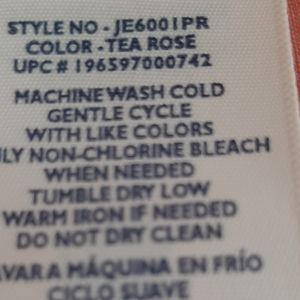 STYLE NO - JE6001PR
COLOR - TEA ROSE
UPC # 196597000742
MACHINE WASH COLD
GENTLE CYCLE
WITH LIKE COLORS
NON-CHLORINE BLEACH
WHEN NEEDED
TUMBLE DRY LOW
WARM IRON IF NEEDED
DO NOT DRY CLEAN
A MÁQUINA EN FRÍO
CICLO SUAVE